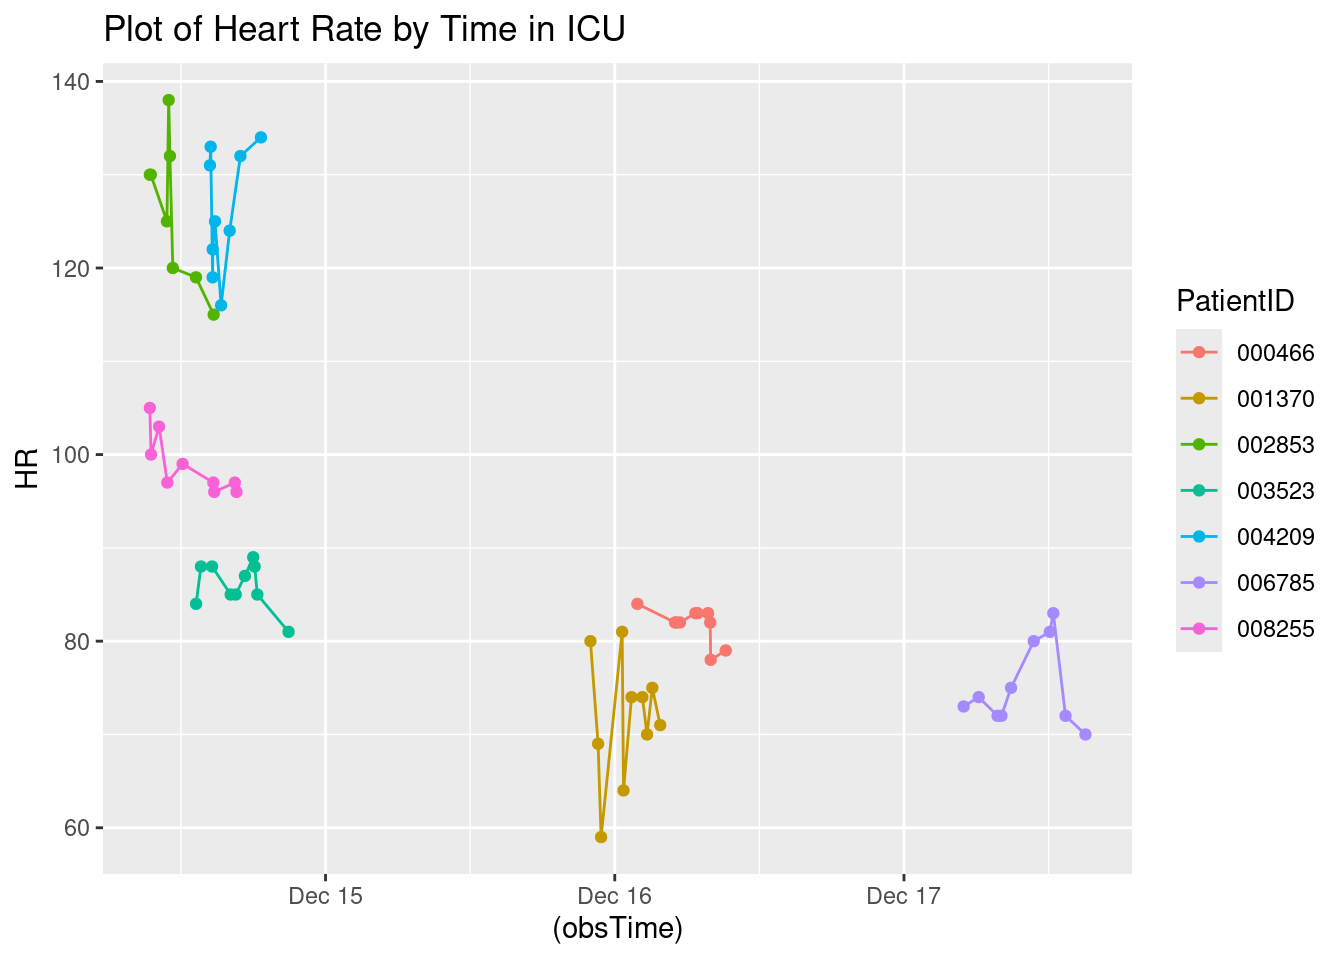 Plot of Heart Rate by Time in ICU
140
120
100
80
60
HR
Dec 15
Dec 16
Dec 17
(obsTime)
PatientID
000466
001370
002853
003523
004209
006785
008255